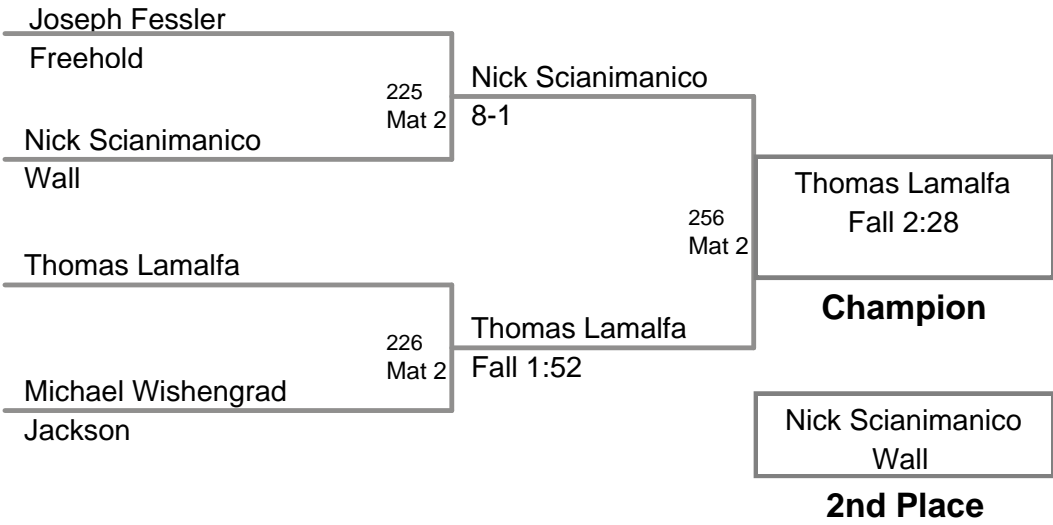 Joseph Fessler
Freehold
225
Mat 2
Nick Scianimanico
8-1
Nick Scianimanico
Wall
Thomas Lamalfa
226
Mat 2
Thomas Lamalfa
Fall 1:52
Michael Wishengrad
Jackson
256
Mat 2
Thomas Lamalfa
Fall 2:28
Champion
Nick Scianimanico
Wall
2nd Place